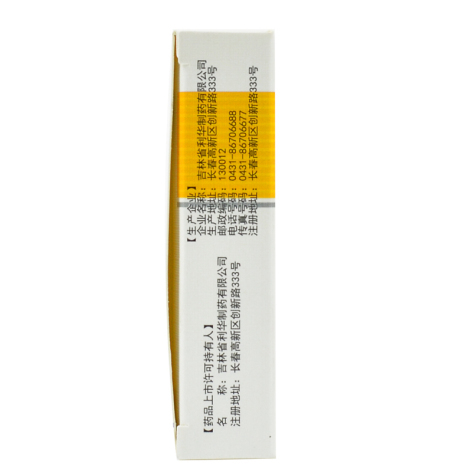 【药品上市许可持有人】
名　　称：吉林省利华制药有限公司
注册地址：长春高新区创新路333号
【生产企业】
企业名称：吉林省利华制药有限公司
生产地址：长春高新区创新路333号
邮政编码：130012
电话号码：0431-86706688
传真号码：0431-86706677
注册地址：长春高新区创新路333号